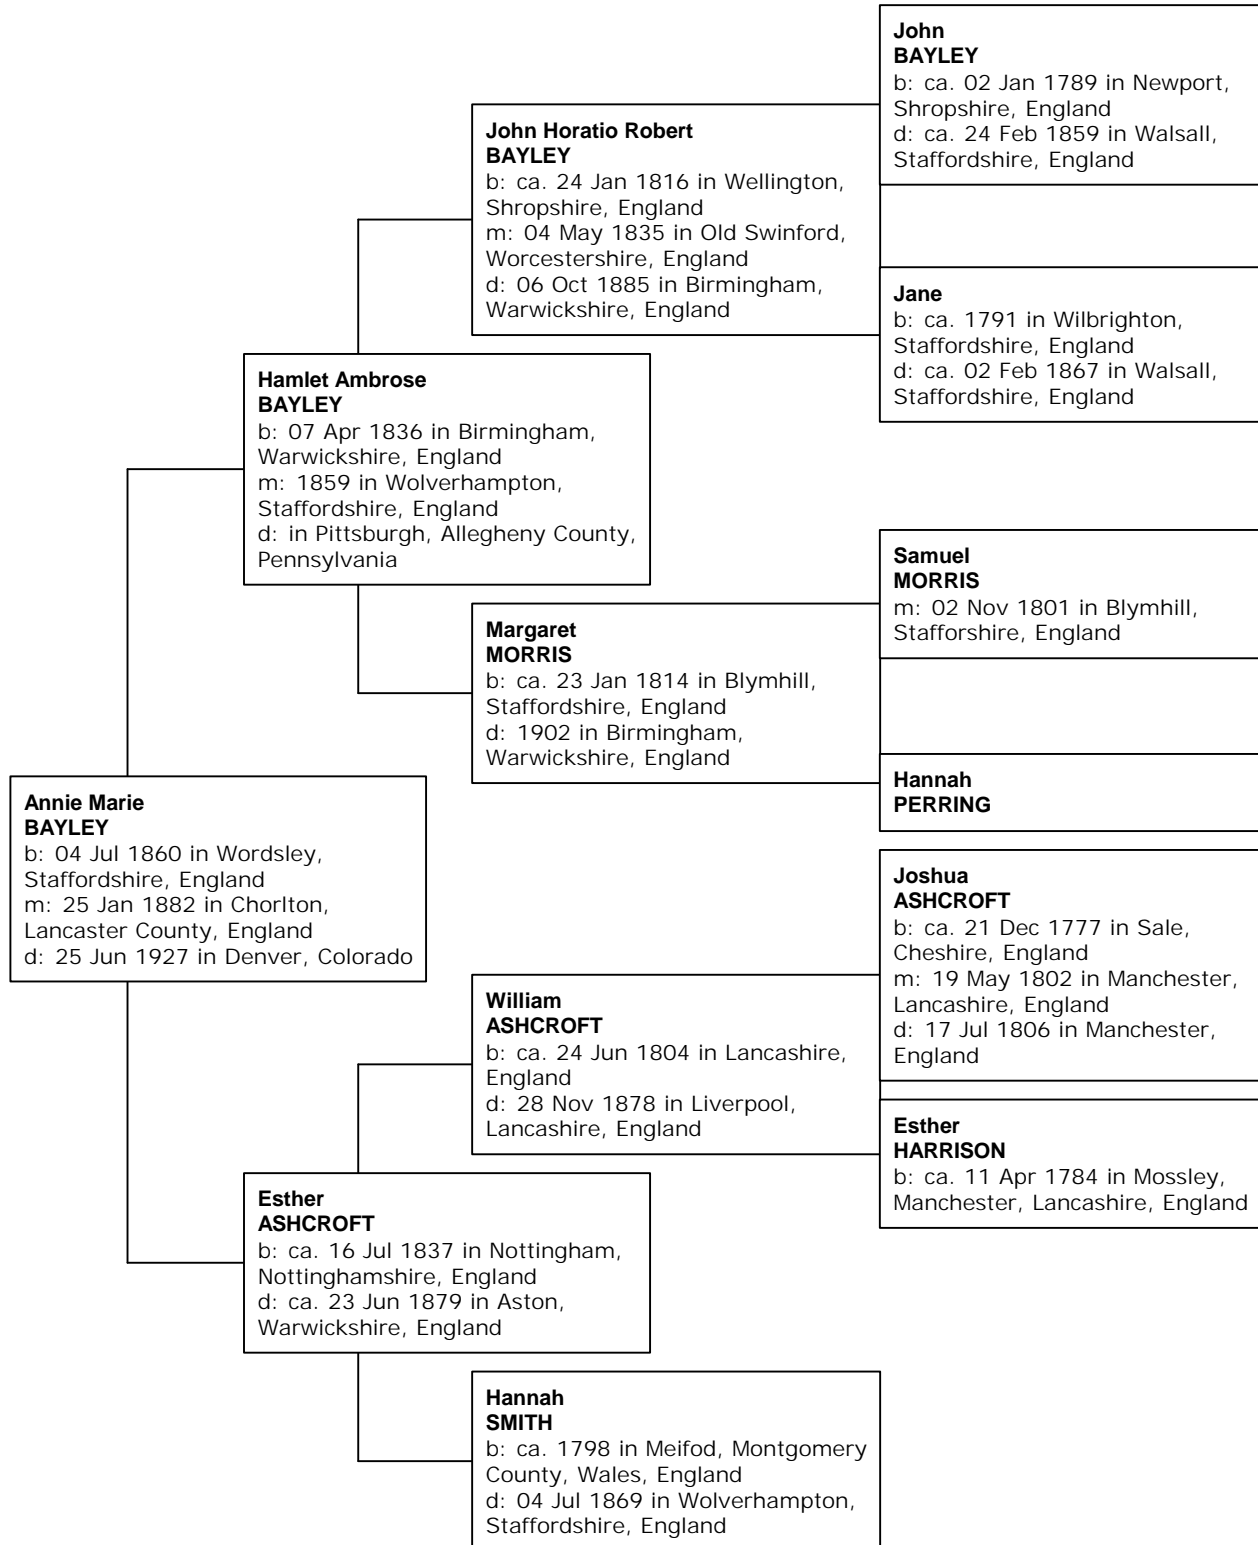 John
BAYLEY
b: ca. 02 Jan 1789 in Newport,
Shropshire, England
d: ca. 24 Feb 1859 in Walsall,
Staffordshire, England
John Horatio Robert
BAYLEY
b: ca. 24 Jan 1816 in Wellington,
Shropshire, England
m: 04 May 1835 in Old Swinford,
Worcestershire, England
d: 06 Oct 1885 in Birmingham,
Warwickshire, England
Jane
b: ca. 1791 in Wilbrighton,
Staffordshire, England
d: ca. 02 Feb 1867 in Walsall,
Staffordshire, England
Hamlet Ambrose
BAYLEY
b: 07 Apr 1836 in Birmingham,
Warwickshire, England
m: 1859 in Wolverhampton,
Staffordshire, England
d: in Pittsburgh, Allegheny County,
Pennsylvania
Samuel
MORRIS
m: 02 Nov 1801 in Blymhill,
Stafforshire, England
Margaret
MORRIS
b: ca. 23 Jan 1814 in Blymhill,
Staffordshire, England
d: 1902 in Birmingham,
Warwickshire, England
Hannah
PERRING
Annie Marie
BAYLEY
b: 04 Jul 1860 in Wordsley,
Staffordshire, England
m: 25 Jan 1882 in Chorlton,
Lancaster County, England
d: 25 Jun 1927 in Denver, Colorado
Joshua
ASHCROFT
b: ca. 21 Dec 1777 in Sale,
Cheshire, England
m: 19 May 1802 in Manchester,
Lancashire, England
d: 17 Jul 1806 in Manchester,
England
William
ASHCROFT
b: ca. 24 Jun 1804 in Lancashire,
England
d: 28 Nov 1878 in Liverpool,
Lancashire, England
Esther
HARRISON
b: ca. 11 Apr 1784 in Mossley,
Manchester, Lancashire, England
Esther
ASHCROFT
b: ca. 16 Jul 1837 in Nottingham,
Nottinghamshire, England
d: ca. 23 Jun 1879 in Aston,
Warwickshire, England
Hannah
SMITH
b: ca. 1798 in Meifod, Montgomery
County, Wales, England
d: 04 Jul 1869 in Wolverhampton,
Staffordshire, England